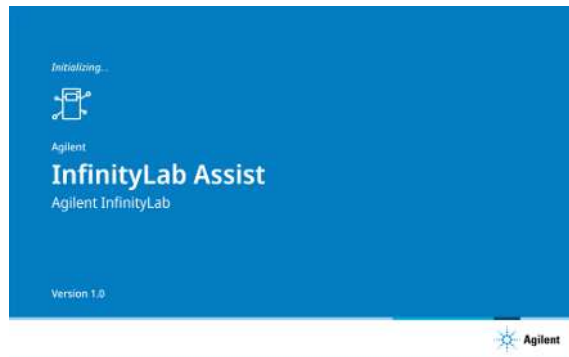 Initializing...
Agilent
InfinityLab Assist
Agilent InfinityLab
Version 1.0
Agilent